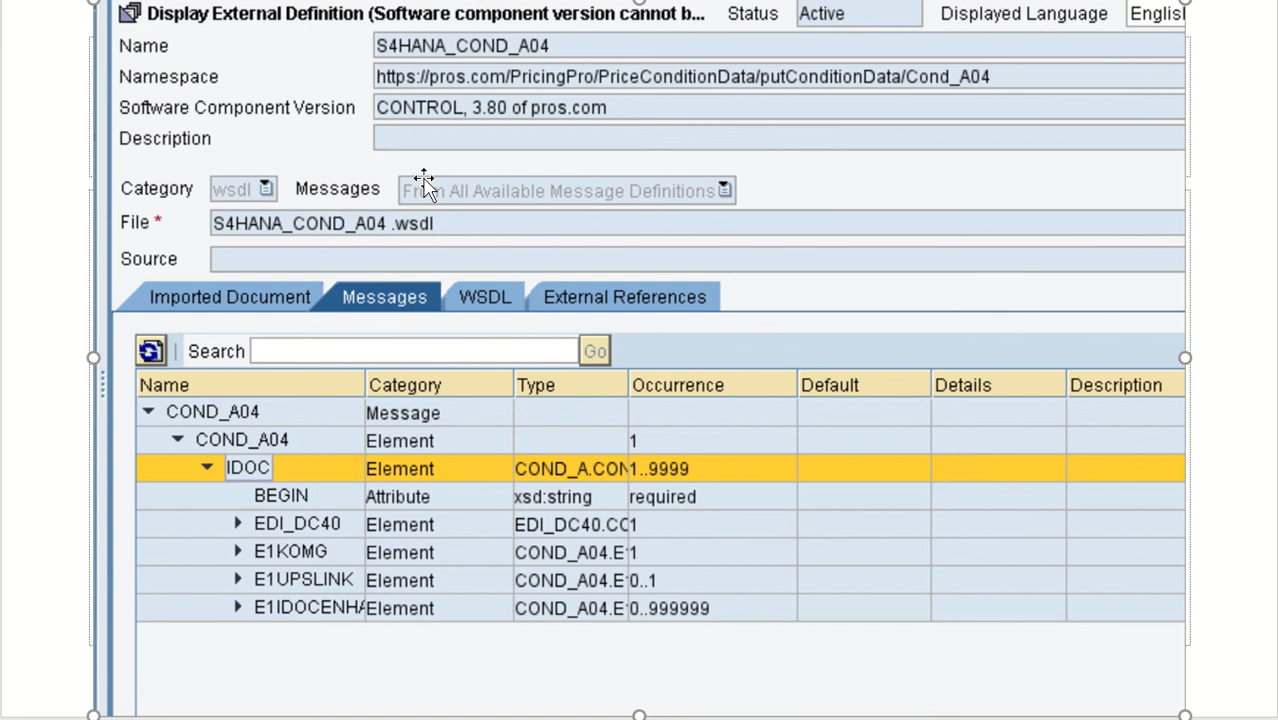 Display External Definition (Software component version cannot b... Status Active Displayed Language English
Name S4HANA_COND_A04
Namespace https://pros.com/PricingPro/PriceConditionData/putConditionData/Cond_A04
Software Component Version CONTROL, 3.80 of pros.com
Description
Category wsdl Messages From All Available Message Definitions
File * S4HANA_COND_A04 .wsdl
Source
Imported Document Messages WSDL External References
Search Go
Name Category Type Occurrence Default Details Description
COND_A04 Message
COND_A04 Element 1
IDOC Element COND_A.CON 1..9999
BEGIN Attribute xsd:string required
EDI_DC40 Element EDI_DC40.CO 1
E1KOMG Element COND_A04.E 1
E1UPSLINK Element COND_A04.E 0..1
E1IDOCENHA Element COND_A04.E 0..999999